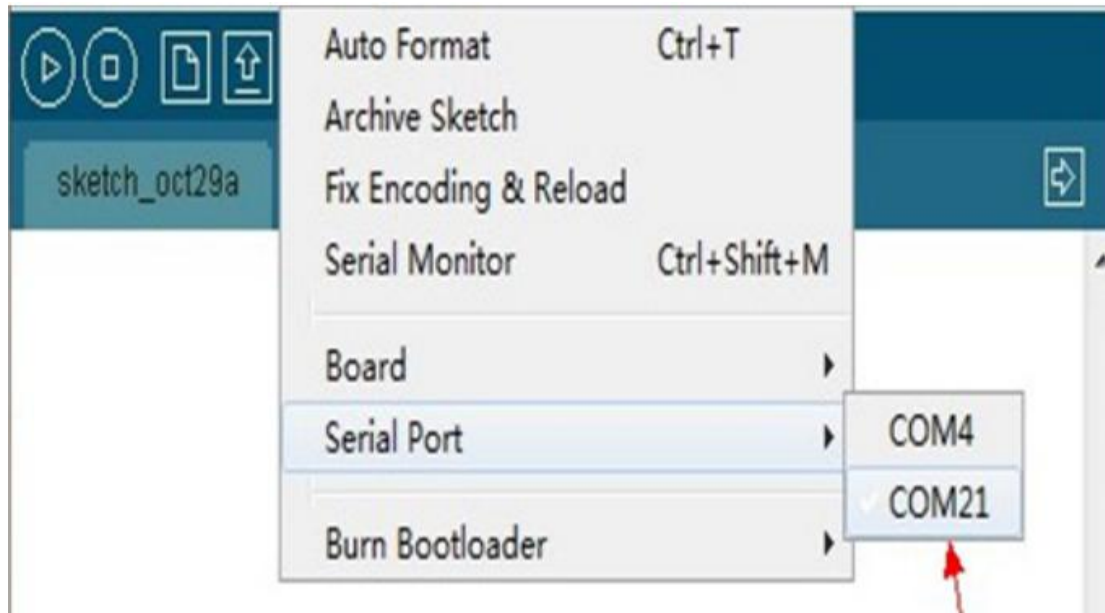 Auto Format Ctrl+T
Archive Sketch
sketch_oct29a
Fix Encoding & Reload
Serial Monitor Ctrl+Shift+M
Board
Serial Port
COM4
COM21
Burn Bootloader